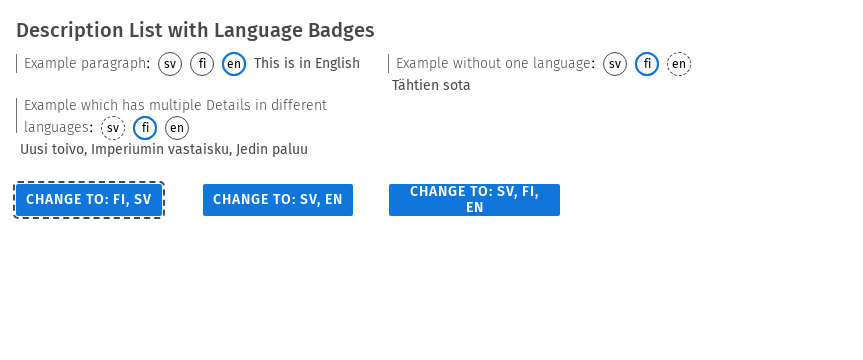 Description List with Language Badges
Example paragraph: sv fi en This is in English
Example without one language: sv fi en
Tähtien sota
Example which has multiple Details in different
languages: sv fi en
Uusi toivo, Imperiumin vastaisku, Jedin paluu
CHANGE TO: FI, SV
CHANGE TO: SV, EN
CHANGE TO: SV, FI,
EN